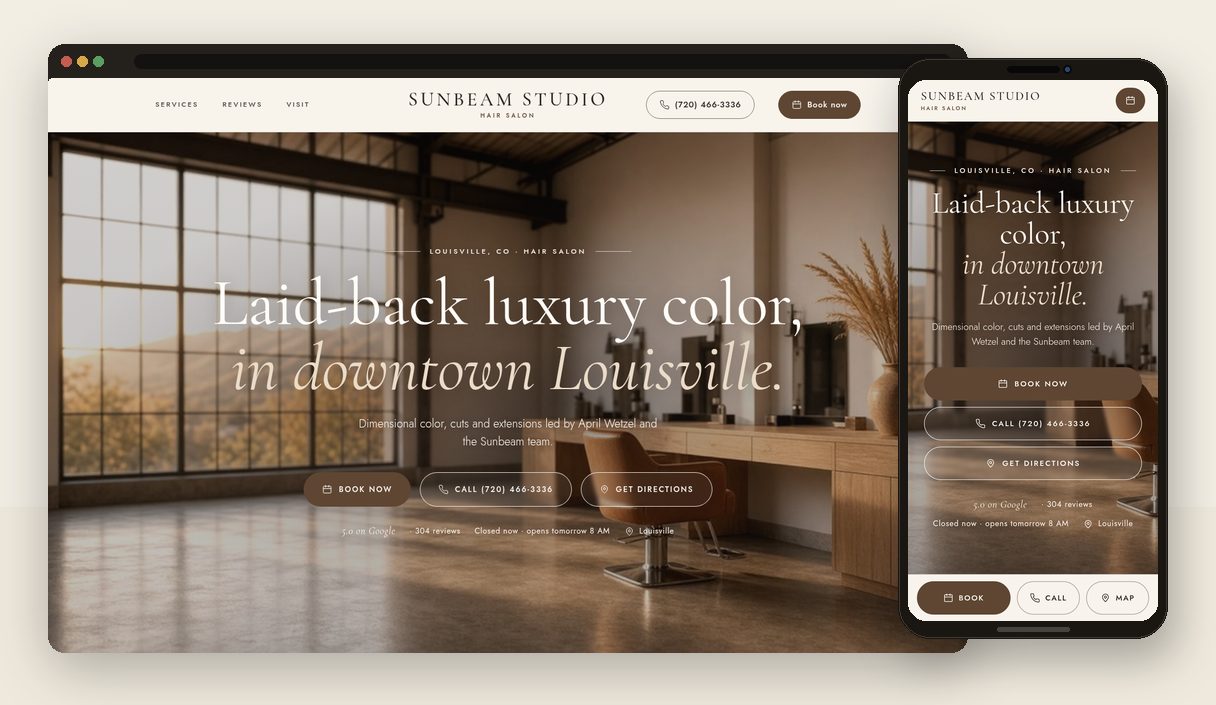 SERVICES REVIEWS VISIT
SUNBEAM STUDIO
HAIR SALON
(720) 466-3336
Book now
LOUISVILLE, CO · HAIR SALON
Laid-back luxury color,
in downtown Louisville.
Dimensional color, cuts and extensions led by April Wetzel and
the Sunbeam team.
BOOK NOW
CALL (720) 466-3336
GET DIRECTIONS
5.0 on Google · 304 reviews Closed now · opens tomorrow 8 AM Louisville
SUNBEAM STUDIO
HAIR SALON
LOUISVILLE, CO · HAIR SALON
Laid-back luxury
color,
in downtown
Louisville.
Dimensional color, cuts and extensions led by April
Wetzel and the Sunbeam team.
BOOK NOW
CALL (720) 466-3336
GET DIRECTIONS
5.0 on Google · 304 reviews
Closed now · opens tomorrow 8 AM Louisville
BOOK CALL MAP